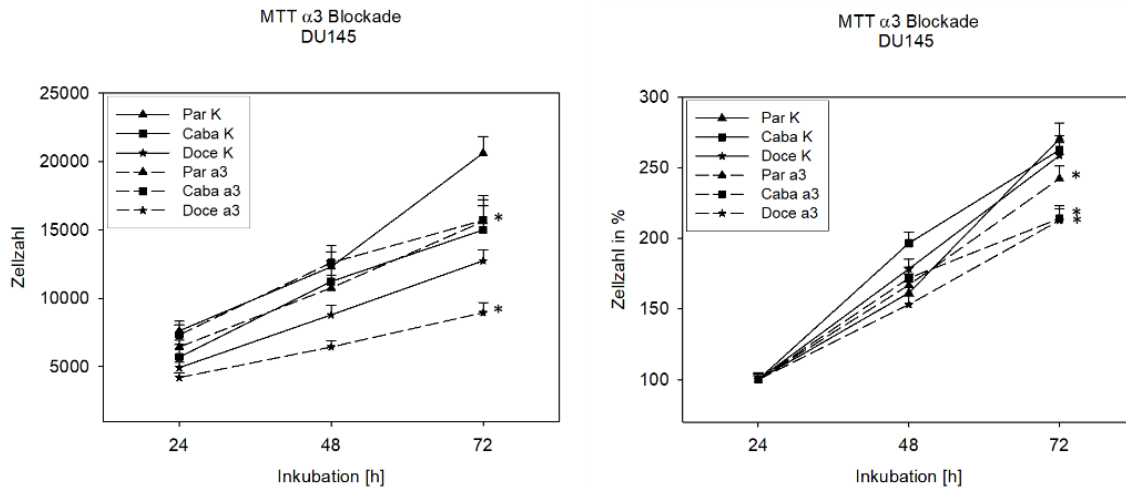 MTT α3 Blockade
DU145
Zellzahl
25000
20000
15000
10000
5000
Par K
Caba K
Doce K
Par a3
Caba a3
Doce a3
*
*
24
48
72
Inkubation [h]
MTT α3 Blockade
DU145
Zellzahl in %
300
250
200
150
100
Par K
Caba K
Doce K
Par a3
Caba a3
Doce a3
*
*
*
24
48
72
Inkubation [h]